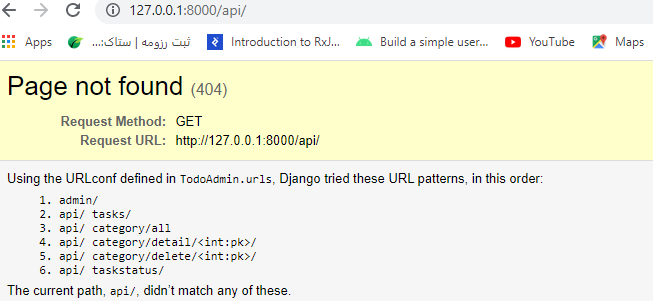 127.0.0.1:8000/api/
Apps ثبت رزومه | ستاک:... Introduction to RxJ... Build a simple user... YouTube Maps
Page not found (404)
Request Method: GET
Request URL: http://127.0.0.1:8000/api/
Using the URLconf defined in TodoAdmin.urls, Django tried these URL patterns, in this order:
1. admin/
2. api/ tasks/
3. api/ category/all
4. api/ category/detail/<int:pk>/
5. api/ category/delete/<int:pk>/
6. api/ taskstatus/
The current path, api/, didn't match any of these.